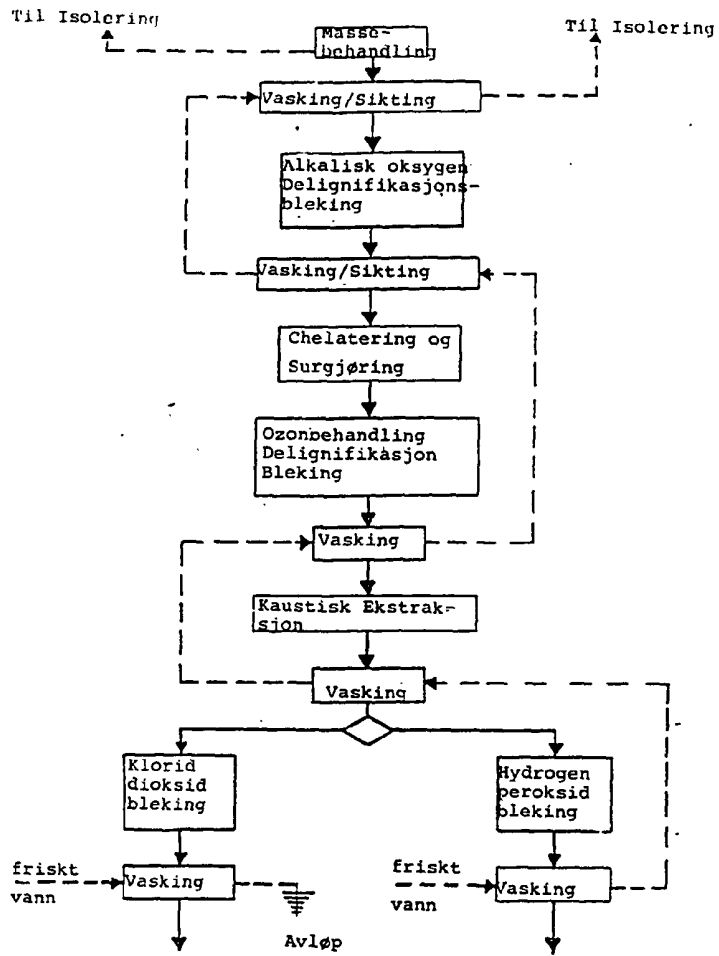 Til Isolering
Til Isolering
Masse-
behandling
Vasking/Sikting
Alkalisk oksygen
Delignifikasjons-
bleking
Vasking/Sikting
Chelatering og
Surgjøring
Ozonbehandling
Delignifikasjon
Bleking
Vasking
Kaustisk Ekstrak-
sjon
Vasking
Klorid
dioksid
bleking
Hydrogen
peroksid
bleking
friskt
vann
Vasking
Avløp
friskt
vann
Vasking